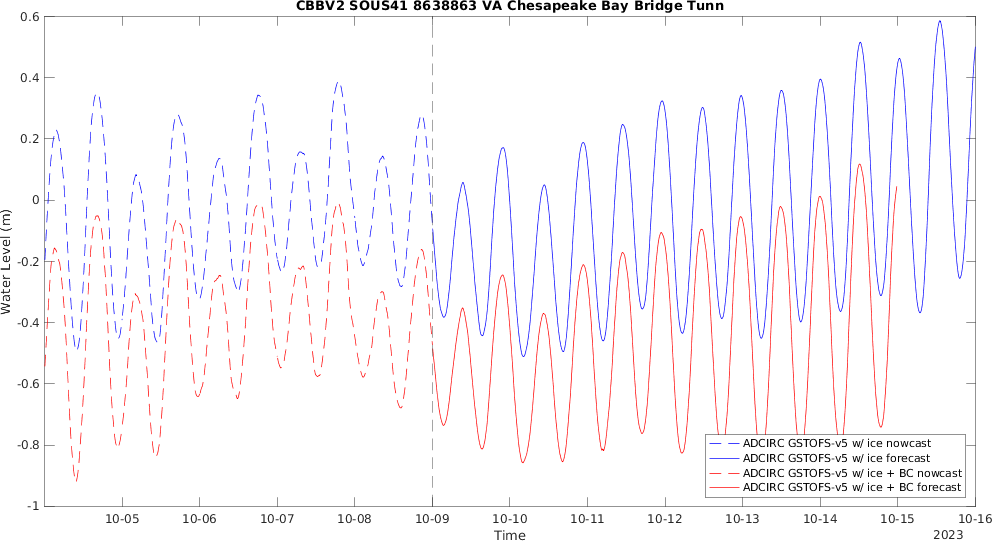 CBBV2 SOUS41 8638863 VA Chesapeake Bay Bridge Tunn
0.6
0.4
0.2
0
-0.2
-0.4
-0.6
-0.8
-1
Water Level (m)
10-05 10-06 10-07 10-08 10-09 10-10 10-11 10-12 10-13 10-14 10-15 10-16
Time
2023
ADCIRC GSTOFS-v5 w/ ice nowcast
ADCIRC GSTOFS-v5 w/ ice forecast
ADCIRC GSTOFS-v5 w/ ice + BC nowcast
ADCIRC GSTOFS-v5 w/ ice + BC forecast